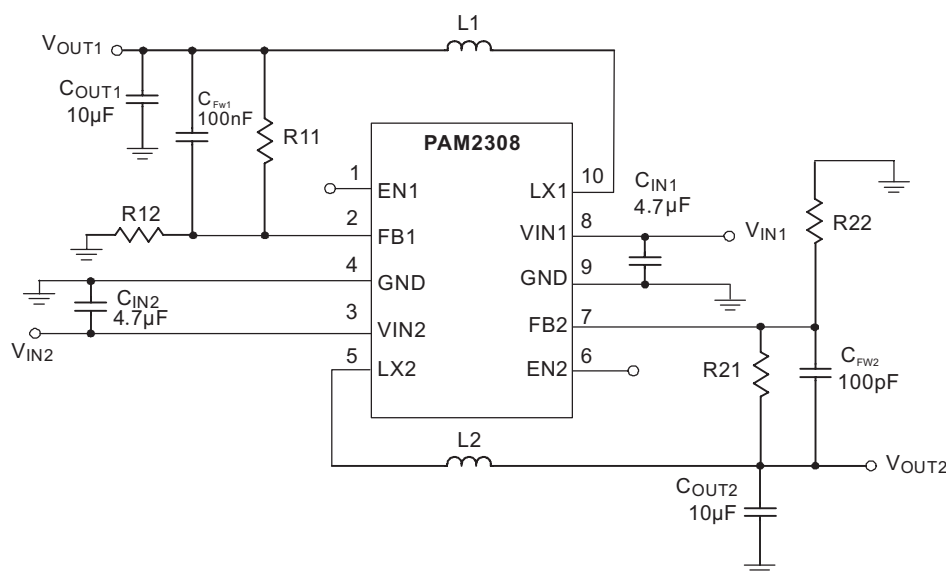 L1
VOUT1
COUT1
10µF
CFw1
100nF
R11
PAM2308
1
EN1
10
LX1
CIN1
4.7µF
R12
2
FB1
8
VIN1
VIN1
R22
4
GND
9
GND
CIN2
4.7µF
3
VIN2
7
FB2
VIN2
5
LX2
6
EN2
R21
CFW2
100pF
L2
VOUT2
COUT2
10µF